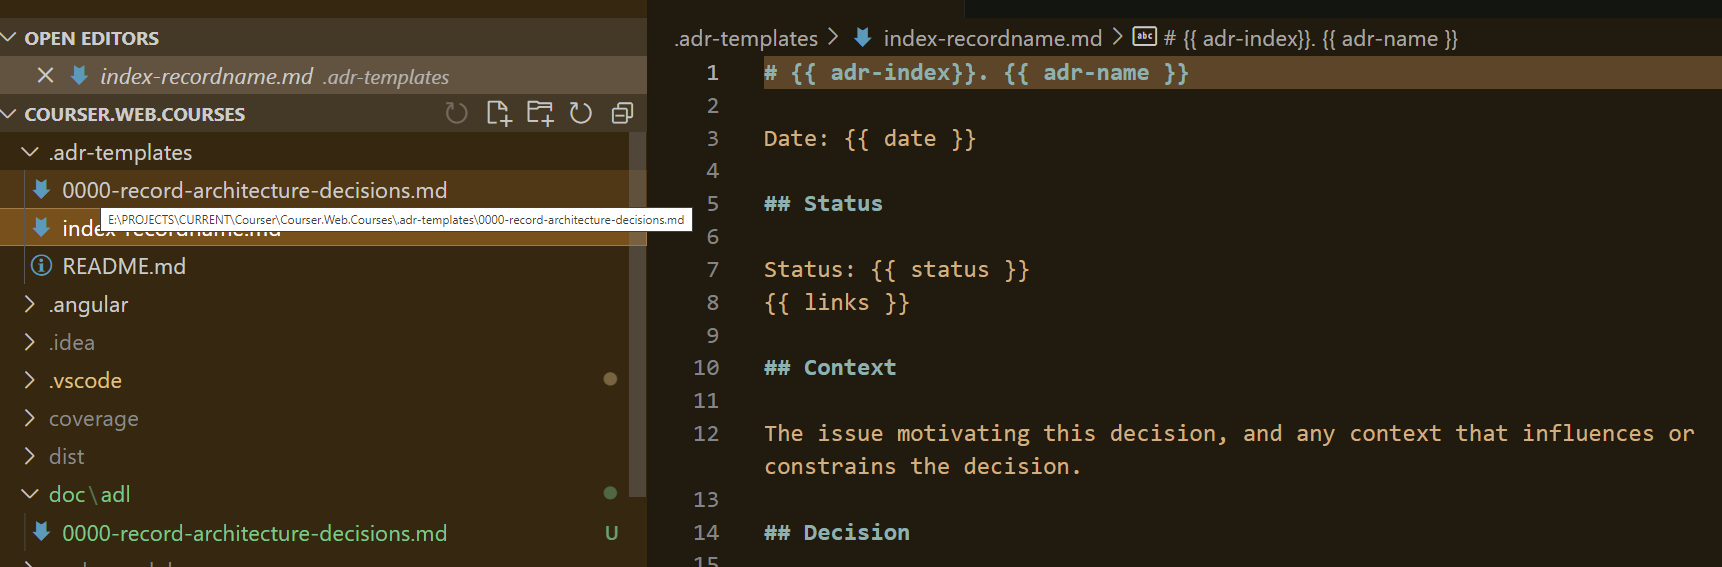 OPEN EDITORS
index-recordname.md .adr-templates
COURSER.WEB.COURSES
.adr-templates
0000-record-architecture-decisions.md
E:\PROJECTS\CURRENT\Courser\Courser.Web.Courses\.adr-templates\0000-record-architecture-decisions.md
index-recordname.md
README.md
.angular
.idea
.vscode
coverage
dist
doc\adl
0000-record-architecture-decisions.md U
.adr-templates > index-recordname.md > abc # {{ adr-index}}. {{ adr-name }}
1 # {{ adr-index}}. {{ adr-name }}
2
3 Date: {{ date }}
4
5 ## Status
6
7 Status: {{ status }}
8 {{ links }}
9
10 ## Context
11
12 The issue motivating this decision, and any context that influences or
constrains the decision.
13
14 ## Decision
15